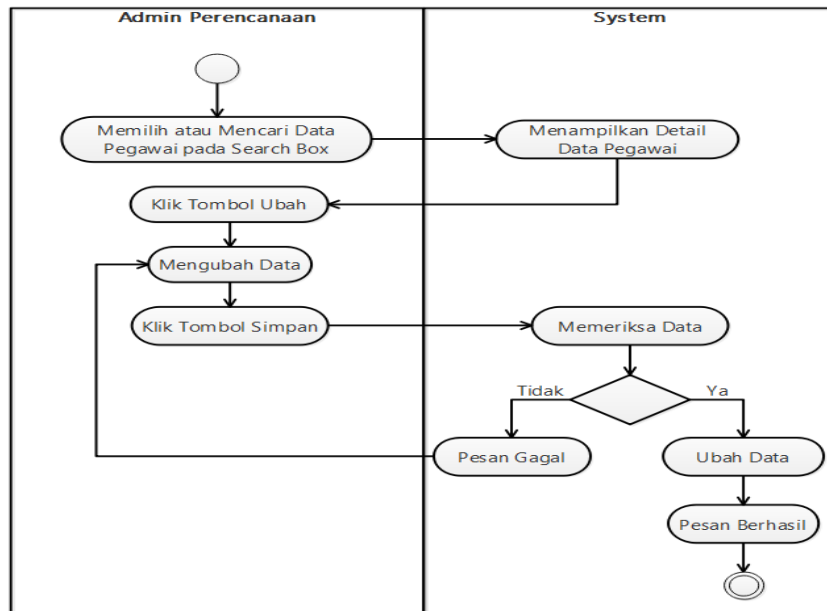 Admin Perencanaan
System
Memilih atau Mencari Data
Pegawai pada Search Box
Menampilkan Detail
Data Pegawai
Klik Tombol Ubah
Mengubah Data
Klik Tombol Simpan
Memeriksa Data
Tidak
Ya
Pesan Gagal
Ubah Data
Pesan Berhasil